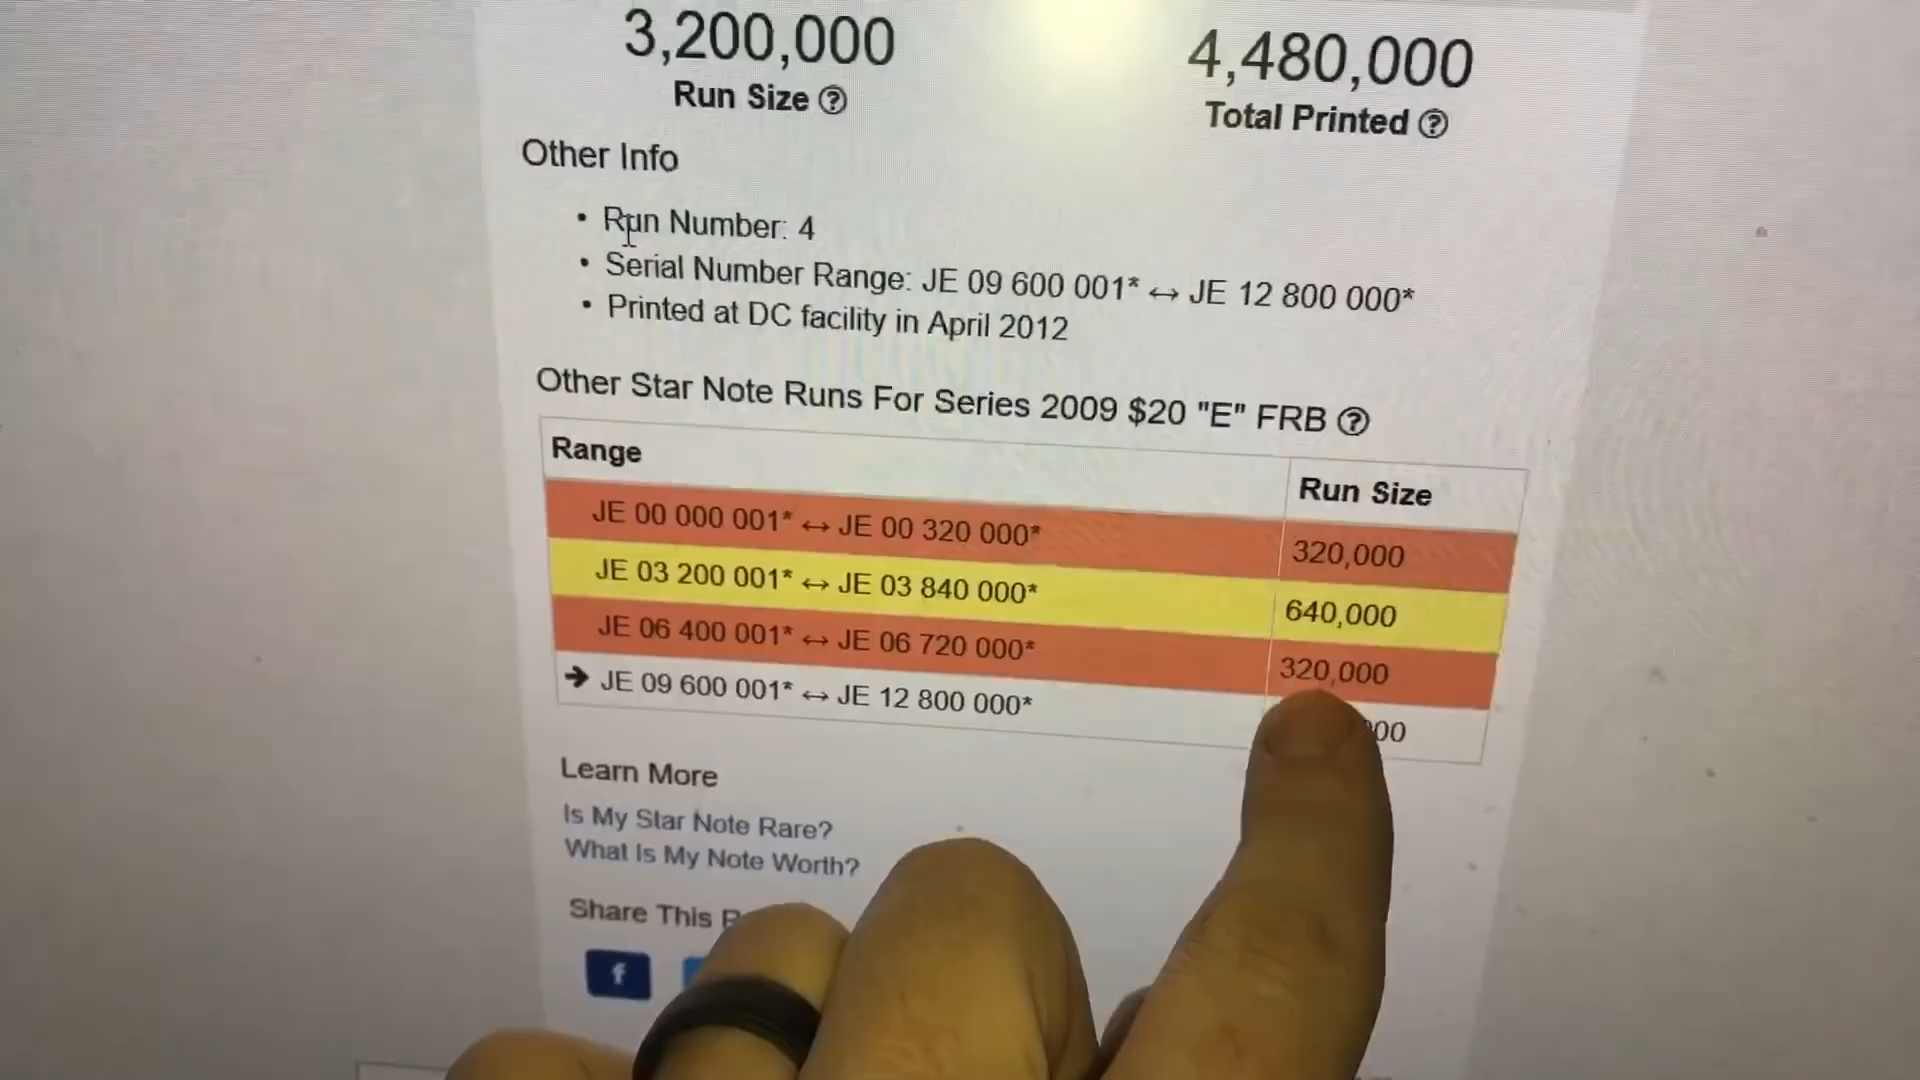 3,200,000
Run Size ?
4,480,000
Total Printed ?
Other Info
• Run Number: 4
• Serial Number Range: JE 09 600 001* ↔ JE 12 800 000*
• Printed at DC facility in April 2012
Other Star Note Runs For Series 2009 $20 "E" FRB ?
Range Run Size
JE 00 000 001* ↔ JE 00 320 000* 320,000
JE 03 200 001* ↔ JE 03 840 000* 640,000
JE 06 400 001* ↔ JE 06 720 000* 320,000
→ JE 09 600 001* ↔ JE 12 800 000*
Learn More
Is My Star Note Rare?
What Is My Note Worth?
Share This
f